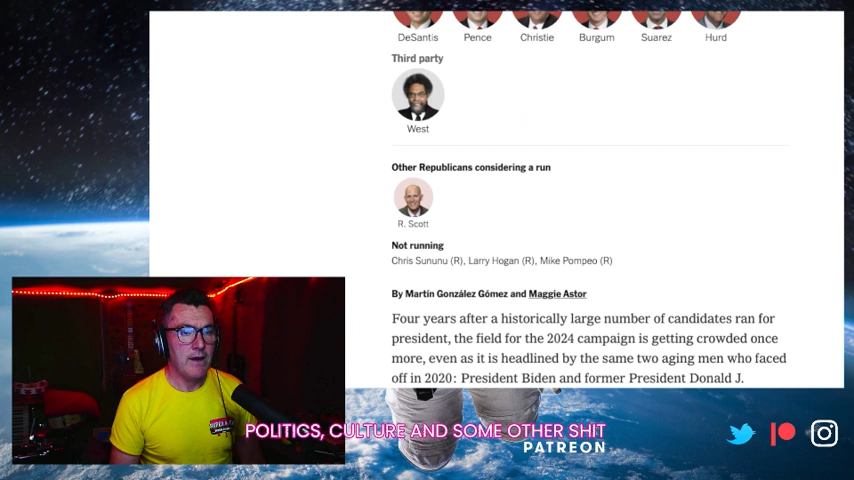 DeSantis Pence Christie Burgum Suarez Hurd
Third party
West
Other Republicans considering a run
R. Scott
Not running
Chris Sununu (R), Larry Hogan (R), Mike Pompeo (R)
By Martín González Gómez and Maggie Astor
Four years after a historically large number of candidates ran for
president, the field for the 2024 campaign is getting crowded once
more, even as it is headlined by the same two aging men who faced
off in 2020: President Biden and former President Donald J.
POLITICS, CULTURE AND SOME OTHER SHIT
PATREON